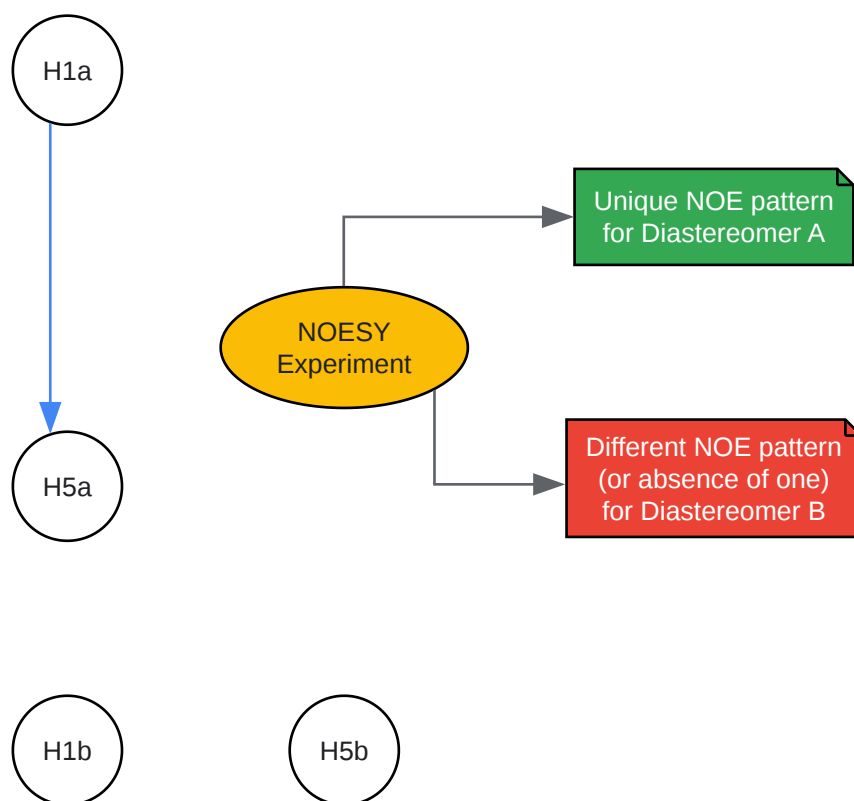 H1a
Unique NOE pattern
for Diastereomer A
NOESY
Experiment
H5a
Different NOE pattern
(or absence of one)
for Diastereomer B
H1b
H5b